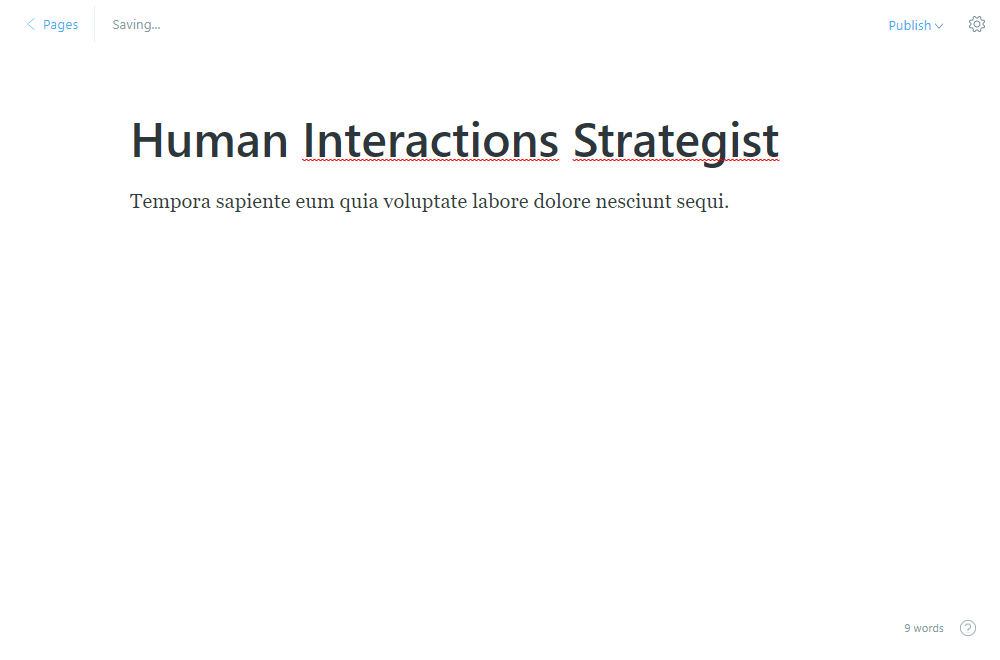 Pages
Saving...
Publish
Human Interactions Strategist
Tempora sapiente eum quia voluptate labore dolore nesciunt sequi.
9 words
?